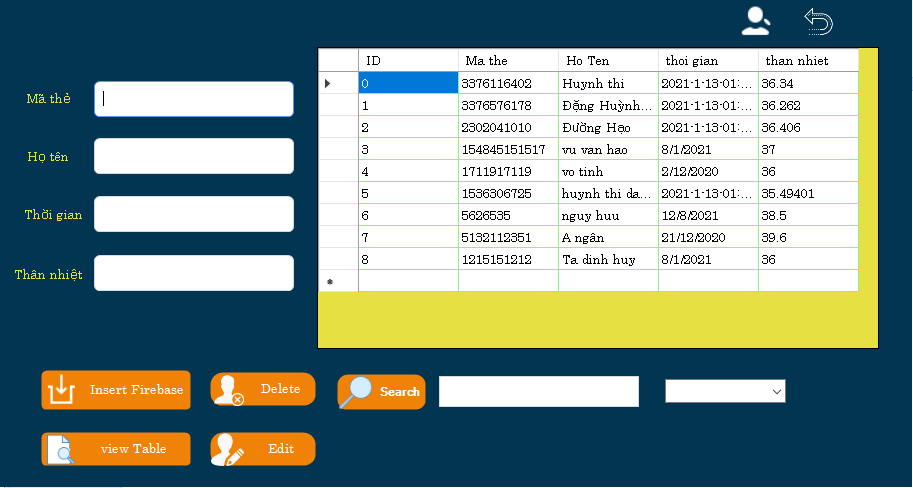 ID Ma the Ho Ten thoi gian than nhiet
0 3376116402 Huynh thi 2021-1-13-01:... 36.34
1 3376576178 Đặng Huỳnh... 2021-1-13-01:... 36.262
2 2302041010 Đường Hạo 2021-1-13-01:... 36.406
3 154845151517 vu van hao 8/1/2021 37
4 1711917119 vo tinh 2/12/2020 36
5 1536306725 huynh thi da... 2021-1-13-01:... 35.49401
6 5626535 nguy huu 12/8/2021 38.5
7 5132112351 A ngân 21/12/2020 39.6
8 1215151212 Ta dinh huy 8/1/2021 36
Mã thẻ
Họ tên
Thời gian
Thân nhiệt
Insert Firebase
Delete
Search
view Table
Edit